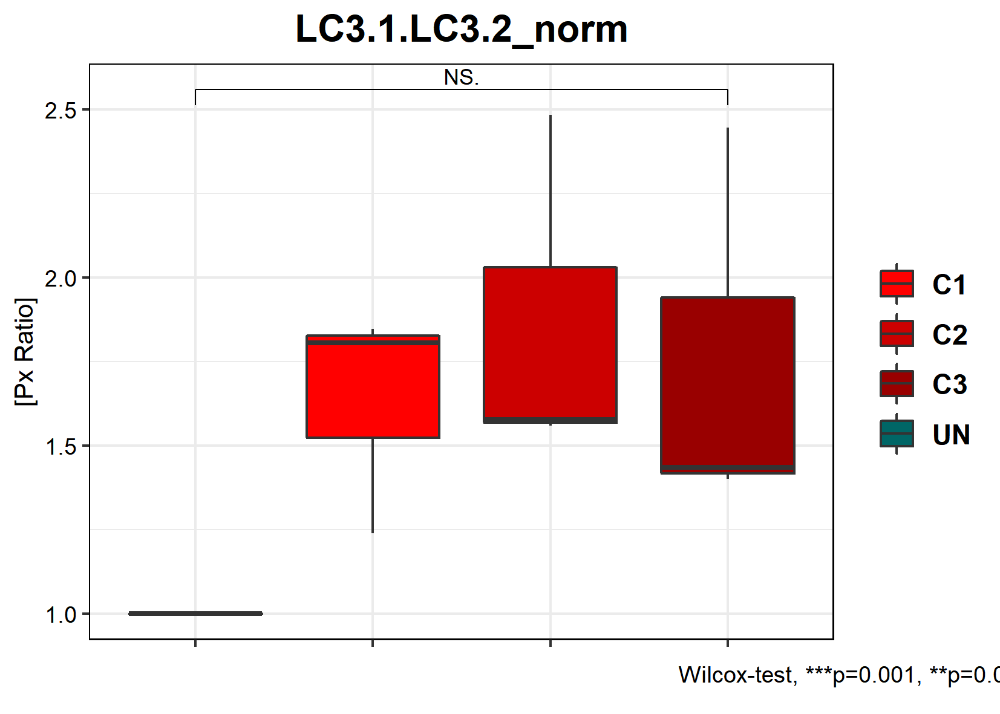 LC3.1.LC3.2_norm
NS.
2.5
2.0
1.5
1.0
[Px Ratio]
C1
C2
C3
UN
Wilcox-test, ***p=0.001, **p=0.0